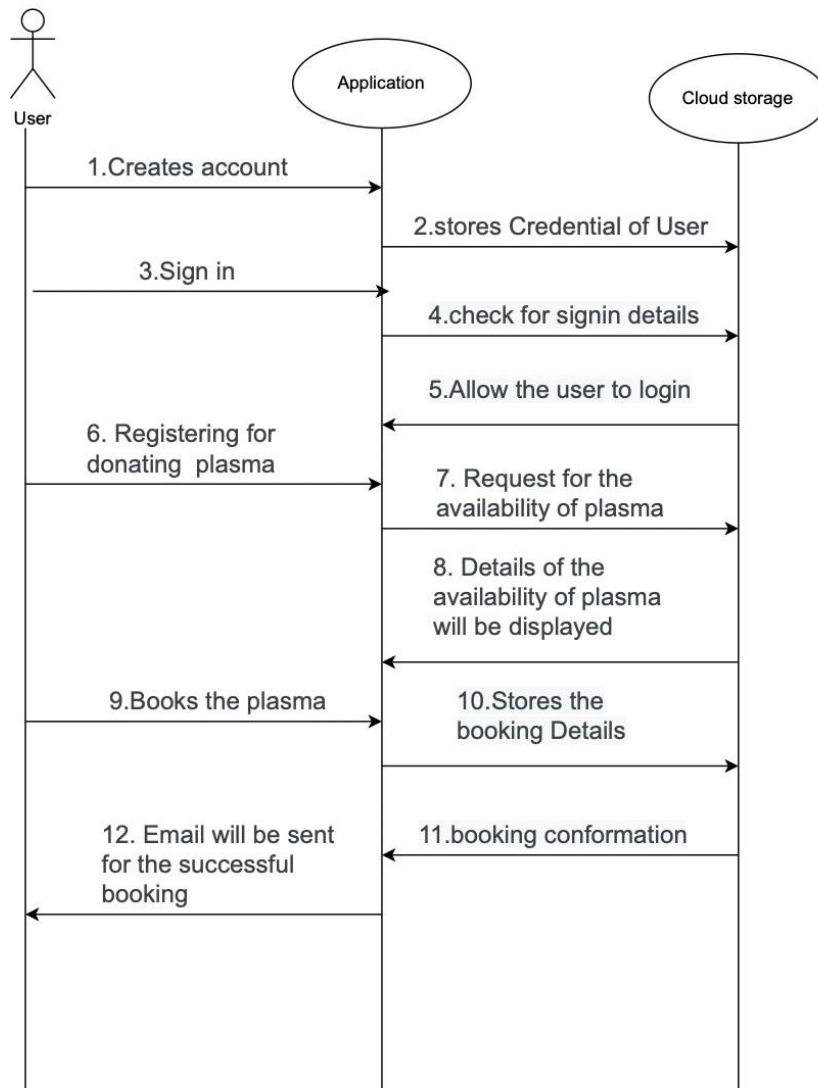 User
Application
Cloud storage
1.Creates account
2.stores Credential of User
3.Sign in
4.check for signin details
5.Allow the user to login
6. Registering for
donating plasma
7. Request for the
availability of plasma
8. Details of the
availability of plasma
will be displayed
9.Books the plasma
10.Stores the
booking Details
11.booking conformation
12. Email will be sent
for the successful
booking